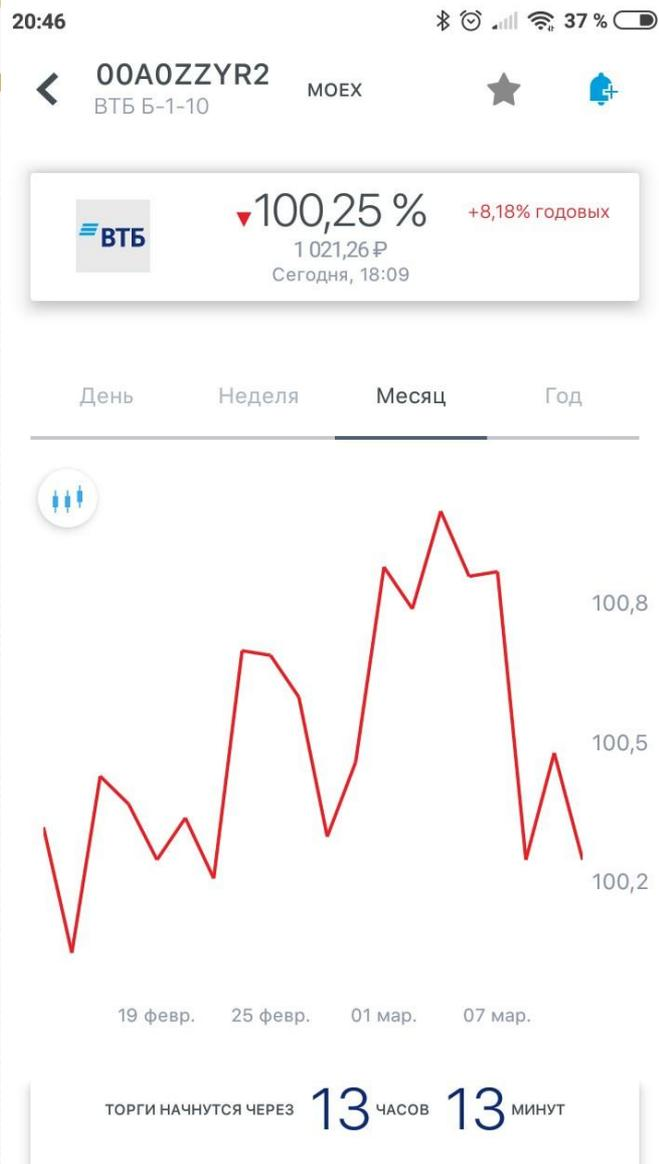 20:46
37 %
00A0ZZYR2
MOEX
ВТБ Б-1-10
ВТБ
100,25 %
+8,18% годовых
1 021,26 ₽
Сегодня, 18:09
День Неделя Месяц Год
100,8
100,5
100,2
19 февр. 25 февр. 01 мар. 07 мар.
ТОРГИ НАЧНУТСЯ ЧЕРЕЗ 13 ЧАСОВ 13 МИНУТ